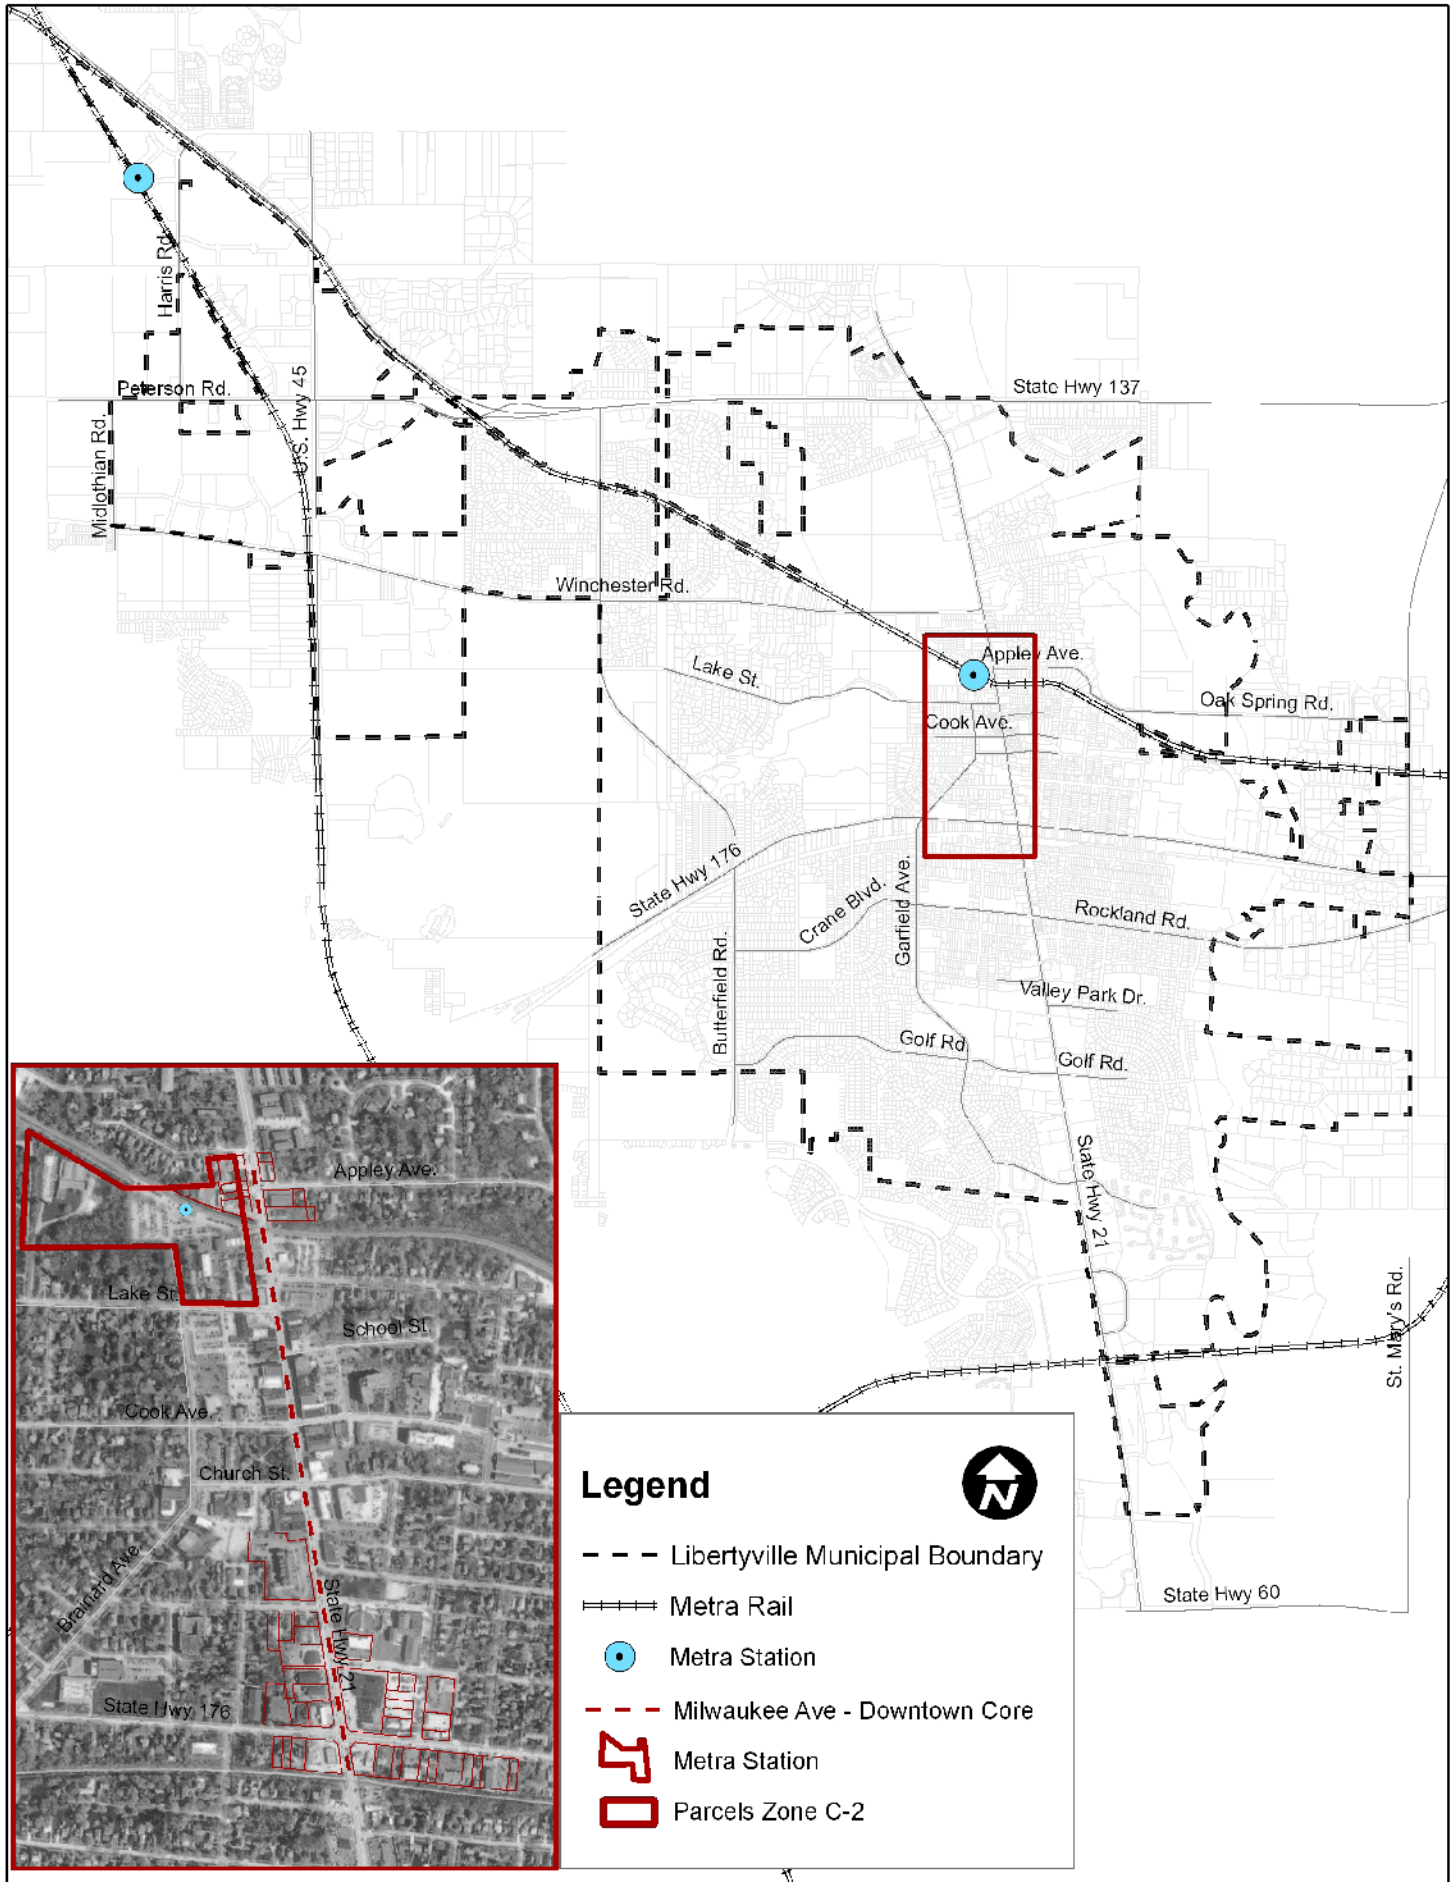 Harris Rd.
Peterson Rd.
U.S. Hwy 45
State Hwy 137
Midlothian Rd.
Winchester Rd.
Appley Ave.
Lake St.
Oak Spring Rd.
Cook Ave.
State Hwy 176
Crane Blvd.
Garfield Ave.
Rockland Rd.
Butterfield Rd.
Valley Park Dr.
Golf Rd.
Golf Rd.
State Hwy 21
St. Mary's Rd.
State Hwy 60
Appley Ave.
Lake St.
School St.
Cook Ave.
Church St.
Brainard Ave.
State Hwy 21
State Hwy 176
Legend
N
Libertyville Municipal Boundary
Metra Rail
Metra Station
Milwaukee Ave - Downtown Core
Metra Station
Parcels Zone C-2